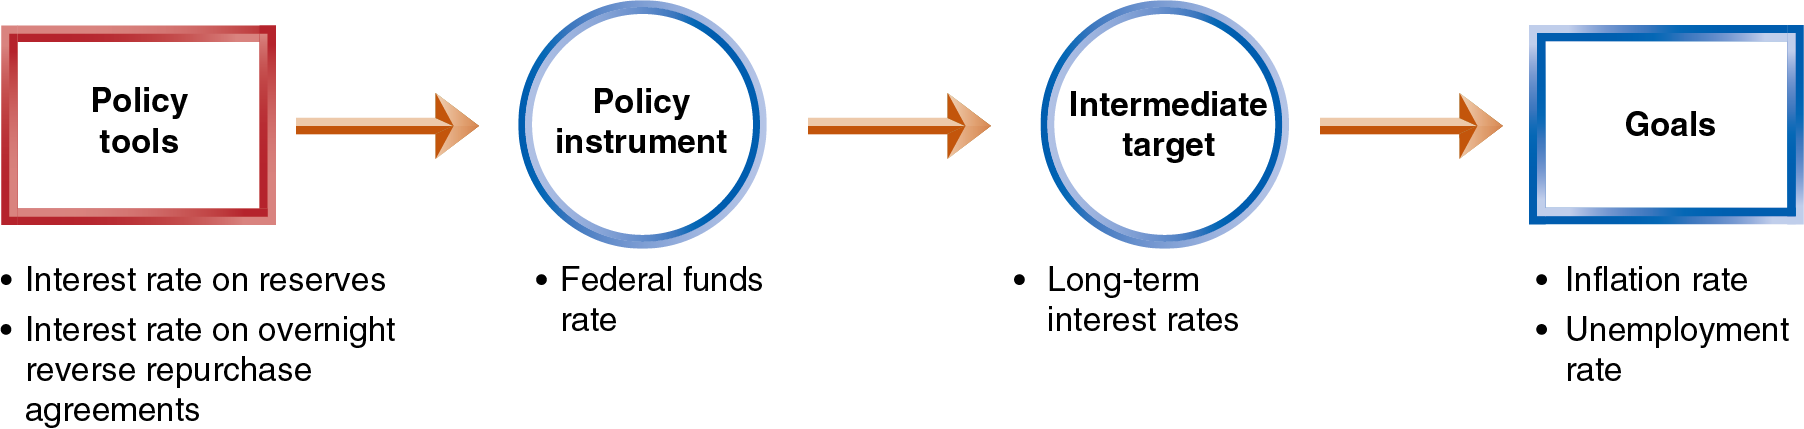 Policy
tools
Policy
instrument
Intermediate
target
Goals
• Interest rate on reserves
• Interest rate on overnight
reverse repurchase
agreements
• Federal funds
rate
• Long-term
interest rates
• Inflation rate
• Unemployment
rate